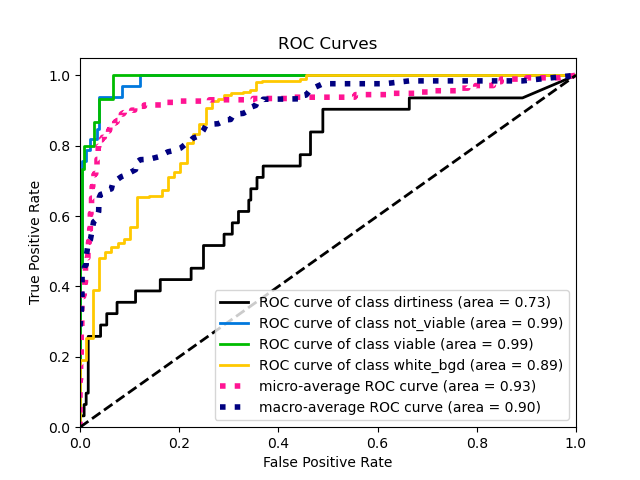 ROC Curves
True Positive Rate
1.0
0.8
0.6
0.4
0.2
0.0
ROC curve of class dirtiness (area = 0.73)
ROC curve of class not_viable (area = 0.99)
ROC curve of class viable (area = 0.99)
ROC curve of class white_bgd (area = 0.89)
micro-average ROC curve (area = 0.93)
macro-average ROC curve (area = 0.90)
0.0 0.2 0.4 0.6 0.8 1.0
False Positive Rate